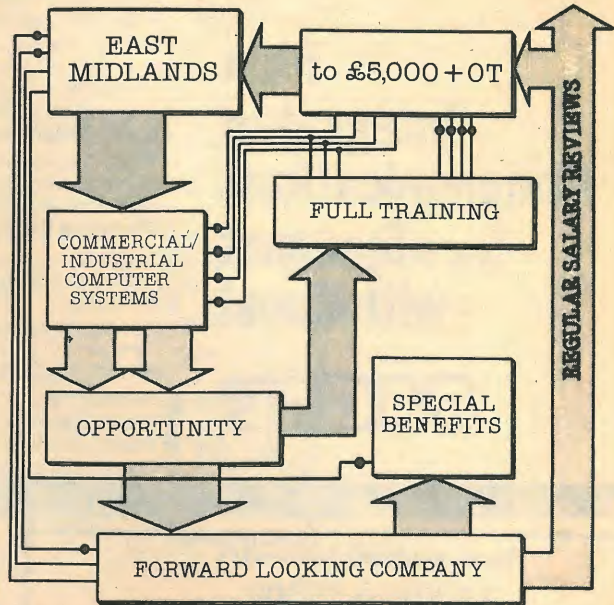 EAST
MIDLANDS
to £5,000 + OT
REGULAR SALARY REVIEWS
COMMERCIAL/
INDUSTRIAL
COMPUTER
SYSTEMS
FULL TRAINING
OPPORTUNITY
SPECIAL
BENEFITS
FORWARD LOOKING COMPANY